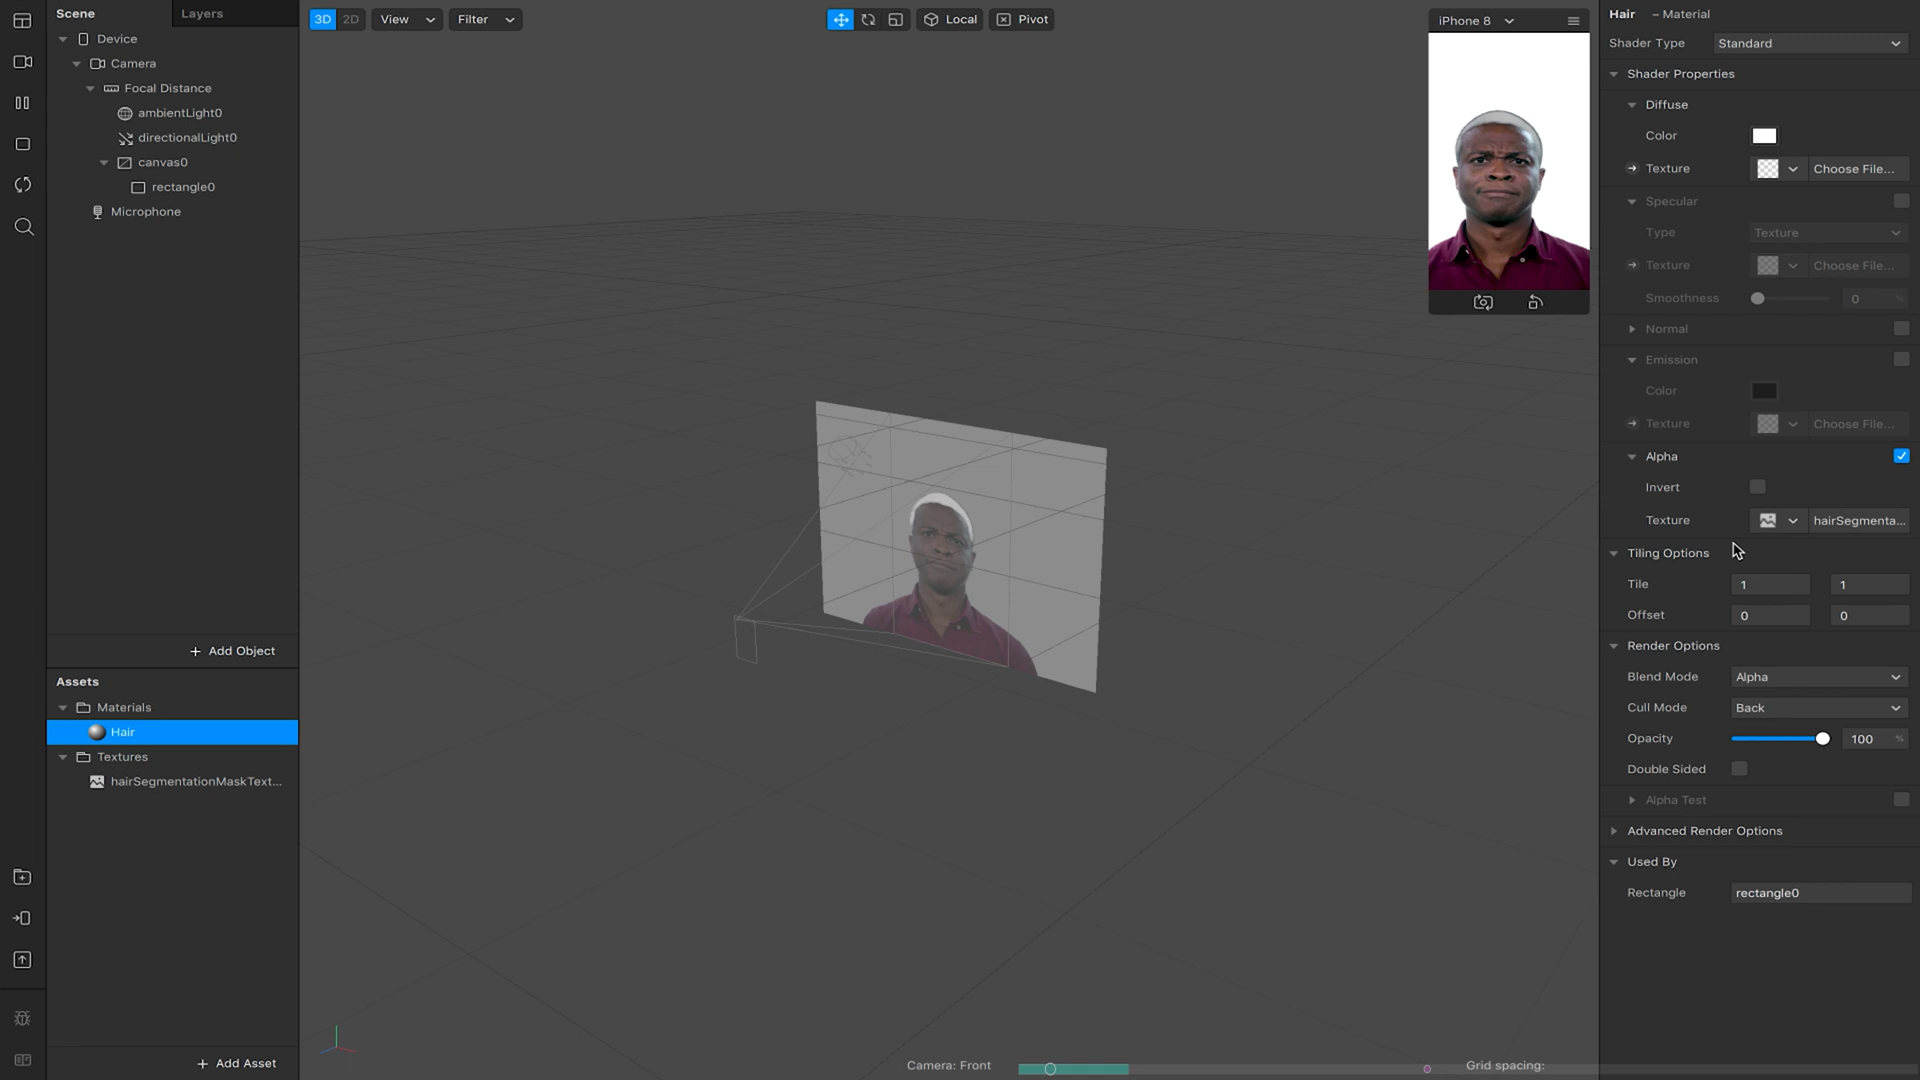 Scene
Layers
Device
Camera
Focal Distance
ambientLight0
directionalLight0
canvas0
rectangle0
Microphone
+ Add Object
Assets
Materials
Hair
Textures
hairSegmentationMaskText...
+ Add Asset
3D 2D View Filter
Local Pivot
iPhone 8
Camera: Front
Grid spacing:
Hair – Material
Shader Type Standard
Shader Properties
Diffuse
Color
Texture Choose File...
Specular
Type Texture
Texture Choose File...
Smoothness 0 %
Normal
Emission
Color
Texture Choose File...
Alpha
Invert
Texture hairSegmenta...
Tiling Options
Tile 1 1
Offset 0 0
Render Options
Blend Mode Alpha
Cull Mode Back
Opacity 100 %
Double Sided
Alpha Test
Advanced Render Options
Used By
Rectangle rectangle0